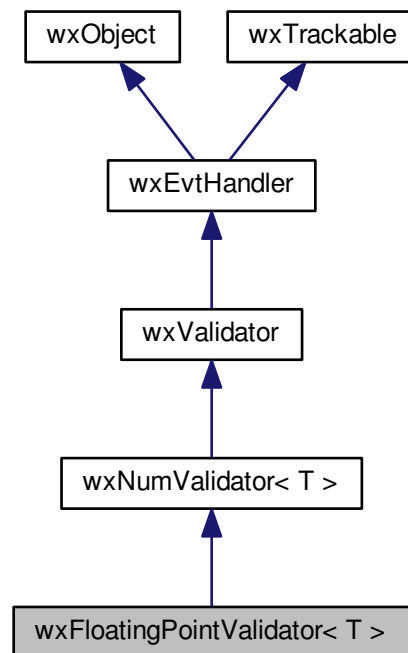 wxObject
wxTrackable
wxEvtHandler
wxValidator
wxNumValidator< T >
wxFloatingPointValidator< T >